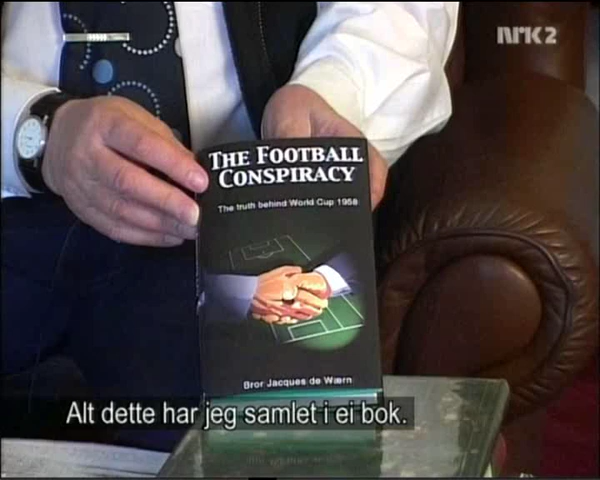 NRK2
THE FOOTBALL
CONSPIRACY
The truth behind World Cup 1958
Bror Jacques de Wærn
Alt dette har jeg samlet i ei bok.